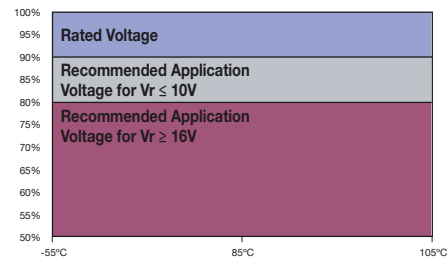 100%
95%
90%
85%
80%
75%
70%
65%
60%
55%
50%
Rated Voltage
Recommended Application
Voltage for Vr ≤ 10V
Recommended Application
Voltage for Vr ≥ 16V
-55ºC
85ºC
105ºC